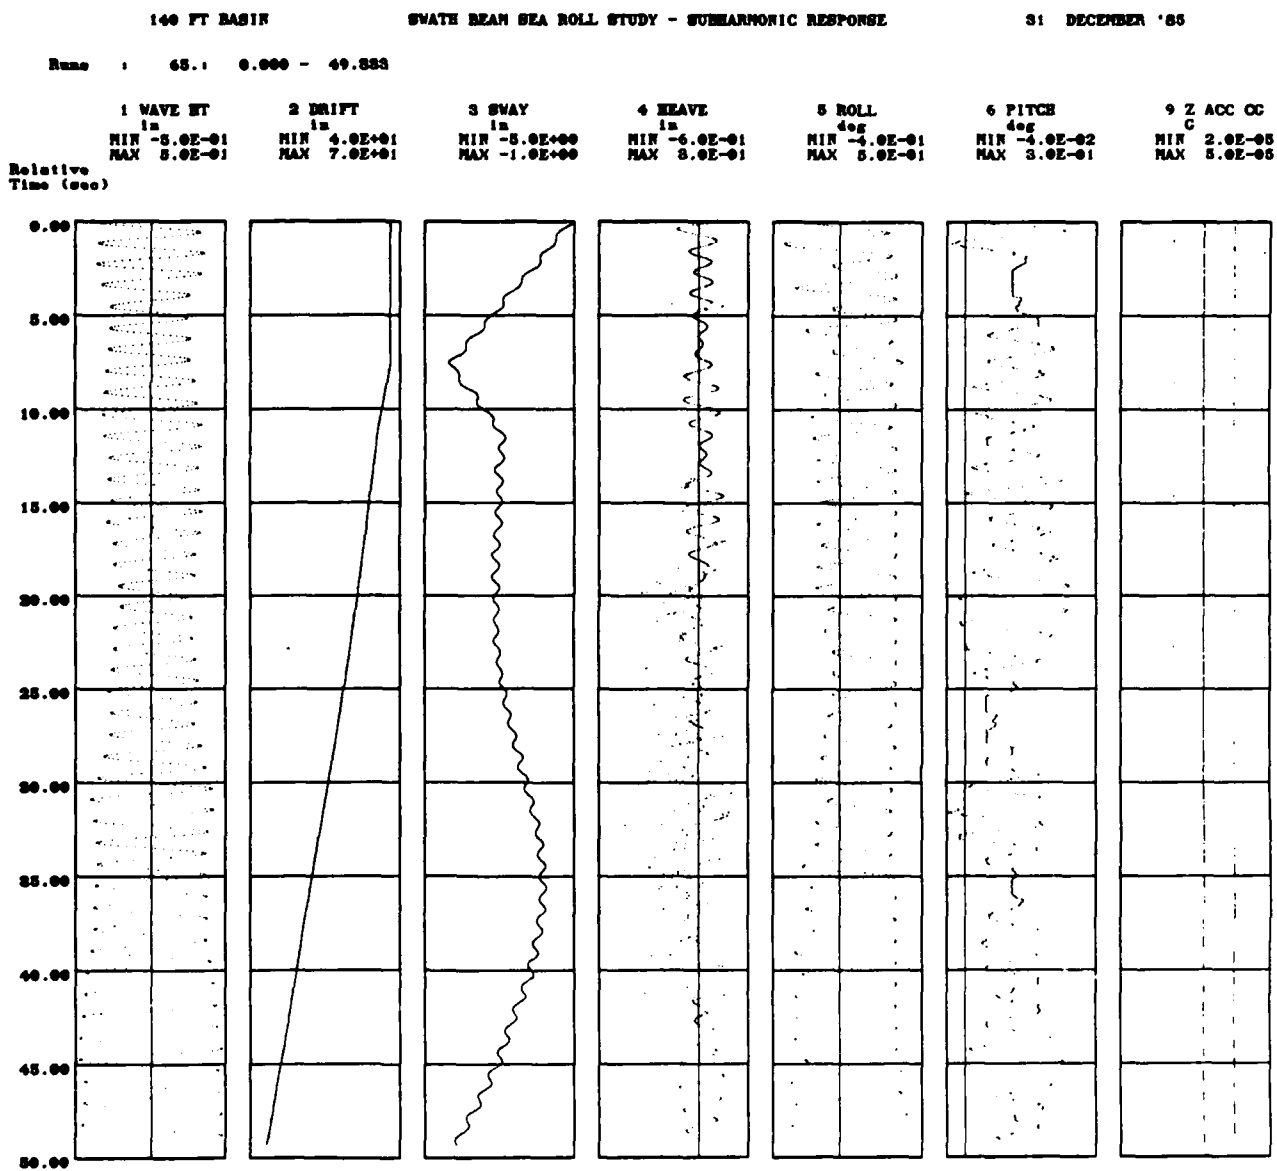 140 FT BASIN SWATH BEAM SEA ROLL STUDY - SUBHARMONIC RESPONSE 31 DECEMBER '85
Runs : 65.: 0.000 - 49.333
1 WAVE HT 2 DRIFT 3 SWAY 4 HEAVE 5 ROLL 6 PITCH 9 Z ACC CG
in in in in deg deg G
MIN -5.0E-01 MIN 4.0E+01 MIN -5.0E+00 MIN -6.0E-01 MIN -4.0E-01 MIN -4.0E-02 MIN 2.0E-05
MAX 5.0E-01 MAX 7.0E+01 MAX -1.0E+00 MAX 3.0E-01 MAX 5.0E-01 MAX 3.0E-01 MAX 5.0E-05
Relative
Time (sec)
0.00
5.00
10.00
15.00
20.00
25.00
30.00
35.00
40.00
45.00
50.00